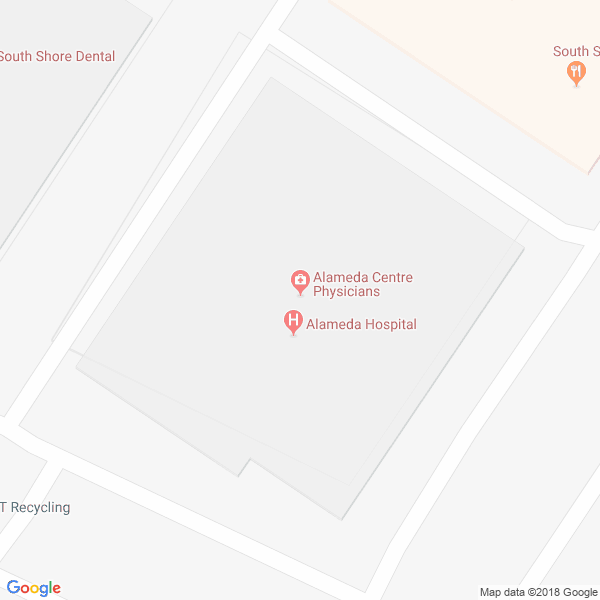 South Shore Dental
South S
Alameda Centre
Physicians
H
Alameda Hospital
T Recycling
Google
Map data ©2018 Google